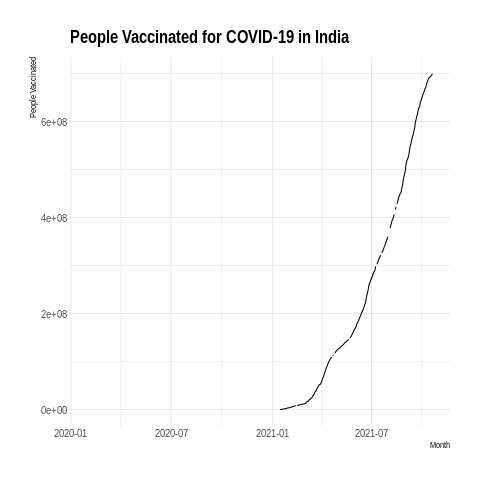 People Vaccinated for COVID-19 in India
People Vaccinated
6e+08
4e+08
2e+08
0e+00
2020-01 2020-07 2021-01 2021-07
Month